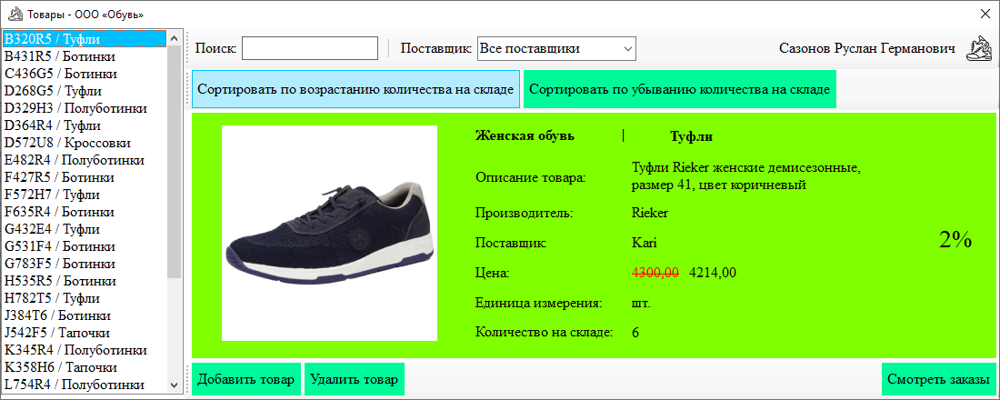 Товары - ООО «Обувь»
B320R5 / Туфли
B431R5 / Ботинки
C436G5 / Ботинки
D268G5 / Туфли
D329H3 / Полуботинки
D364R4 / Туфли
D572U8 / Кроссовки
E482R4 / Полуботинки
F427R5 / Ботинки
F572H7 / Туфли
F635R4 / Ботинки
G432E4 / Туфли
G531F4 / Ботинки
G783F5 / Ботинки
H535R5 / Ботинки
H782T5 / Туфли
J384T6 / Ботинки
J542F5 / Тапочки
K345R4 / Полуботинки
K358H6 / Тапочки
L754R4 / Полуботинки
Поиск: Поставщик: Все поставщики Сазонов Руслан Германович
Сортировать по возрастанию количества на складе Сортировать по убыванию количества на складе
Женская обувь | Туфли
Описание товара: Туфли Rieker женские демисезонные,
размер 41, цвет коричневый
Производитель: Rieker
Поставщик: Kari
2%
Цена: 4300,00 4214,00
Единица измерения: шт.
Количество на складе: 6
Добавить товар Удалить товар Смотреть заказы